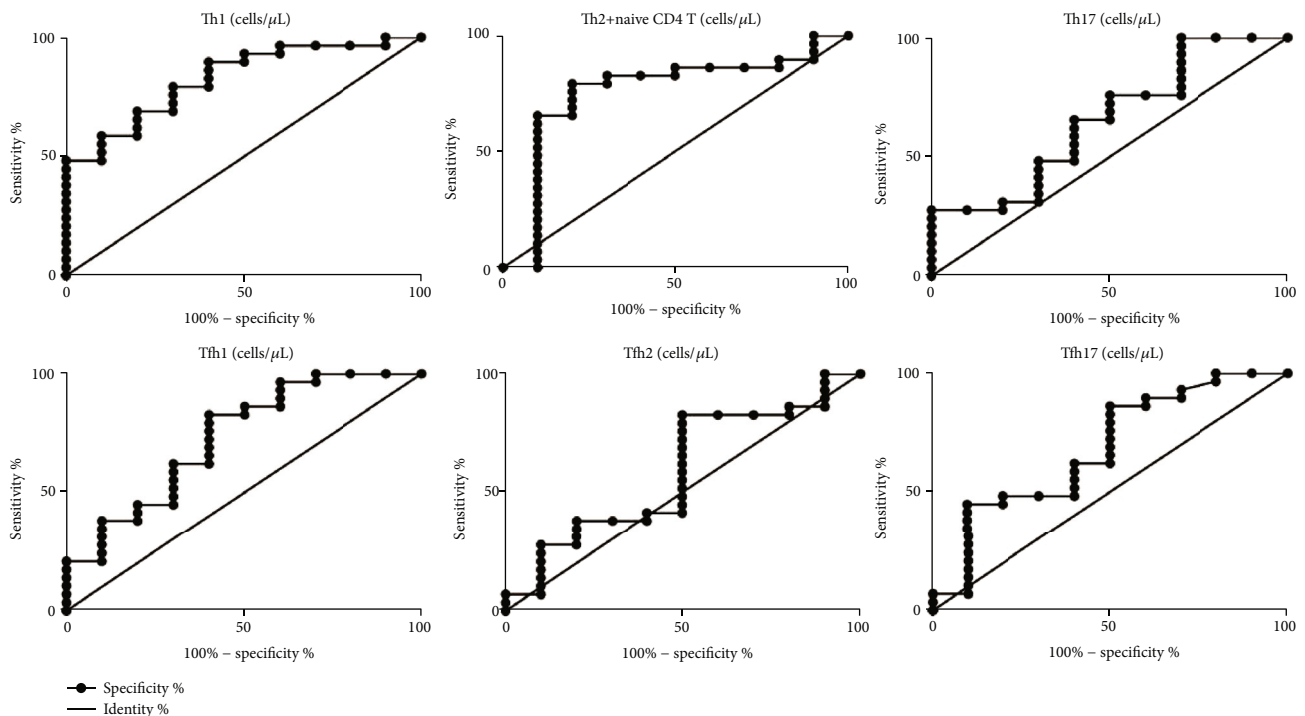 Th1 (cells/μL)
100
50
0
Sensitivity %
0 50 100
100% − specificity %
Th2+naive CD4 T (cells/μL)
100
50
0
Sensitivity %
0 50 100
100% − specificity %
Th17 (cells/μL)
100
50
0
Sensitivity %
0 50 100
100% − specificity %
Tfh1 (cells/μL)
100
50
0
Sensitivity %
0 50 100
100% − specificity %
Tfh2 (cells/μL)
100
50
0
Sensitivity %
0 50 100
100% − specificity %
Tfh17 (cells/μL)
100
50
0
Sensitivity %
0 50 100
100% − specificity %
Specificity %
Identity %